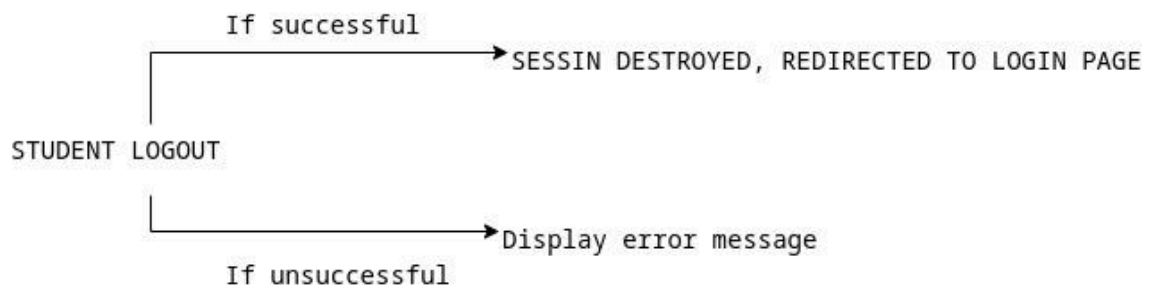 If successful
SESSIN DESTROYED, REDIRECTED TO LOGIN PAGE
STUDENT LOGOUT
Display error message
If unsuccessful